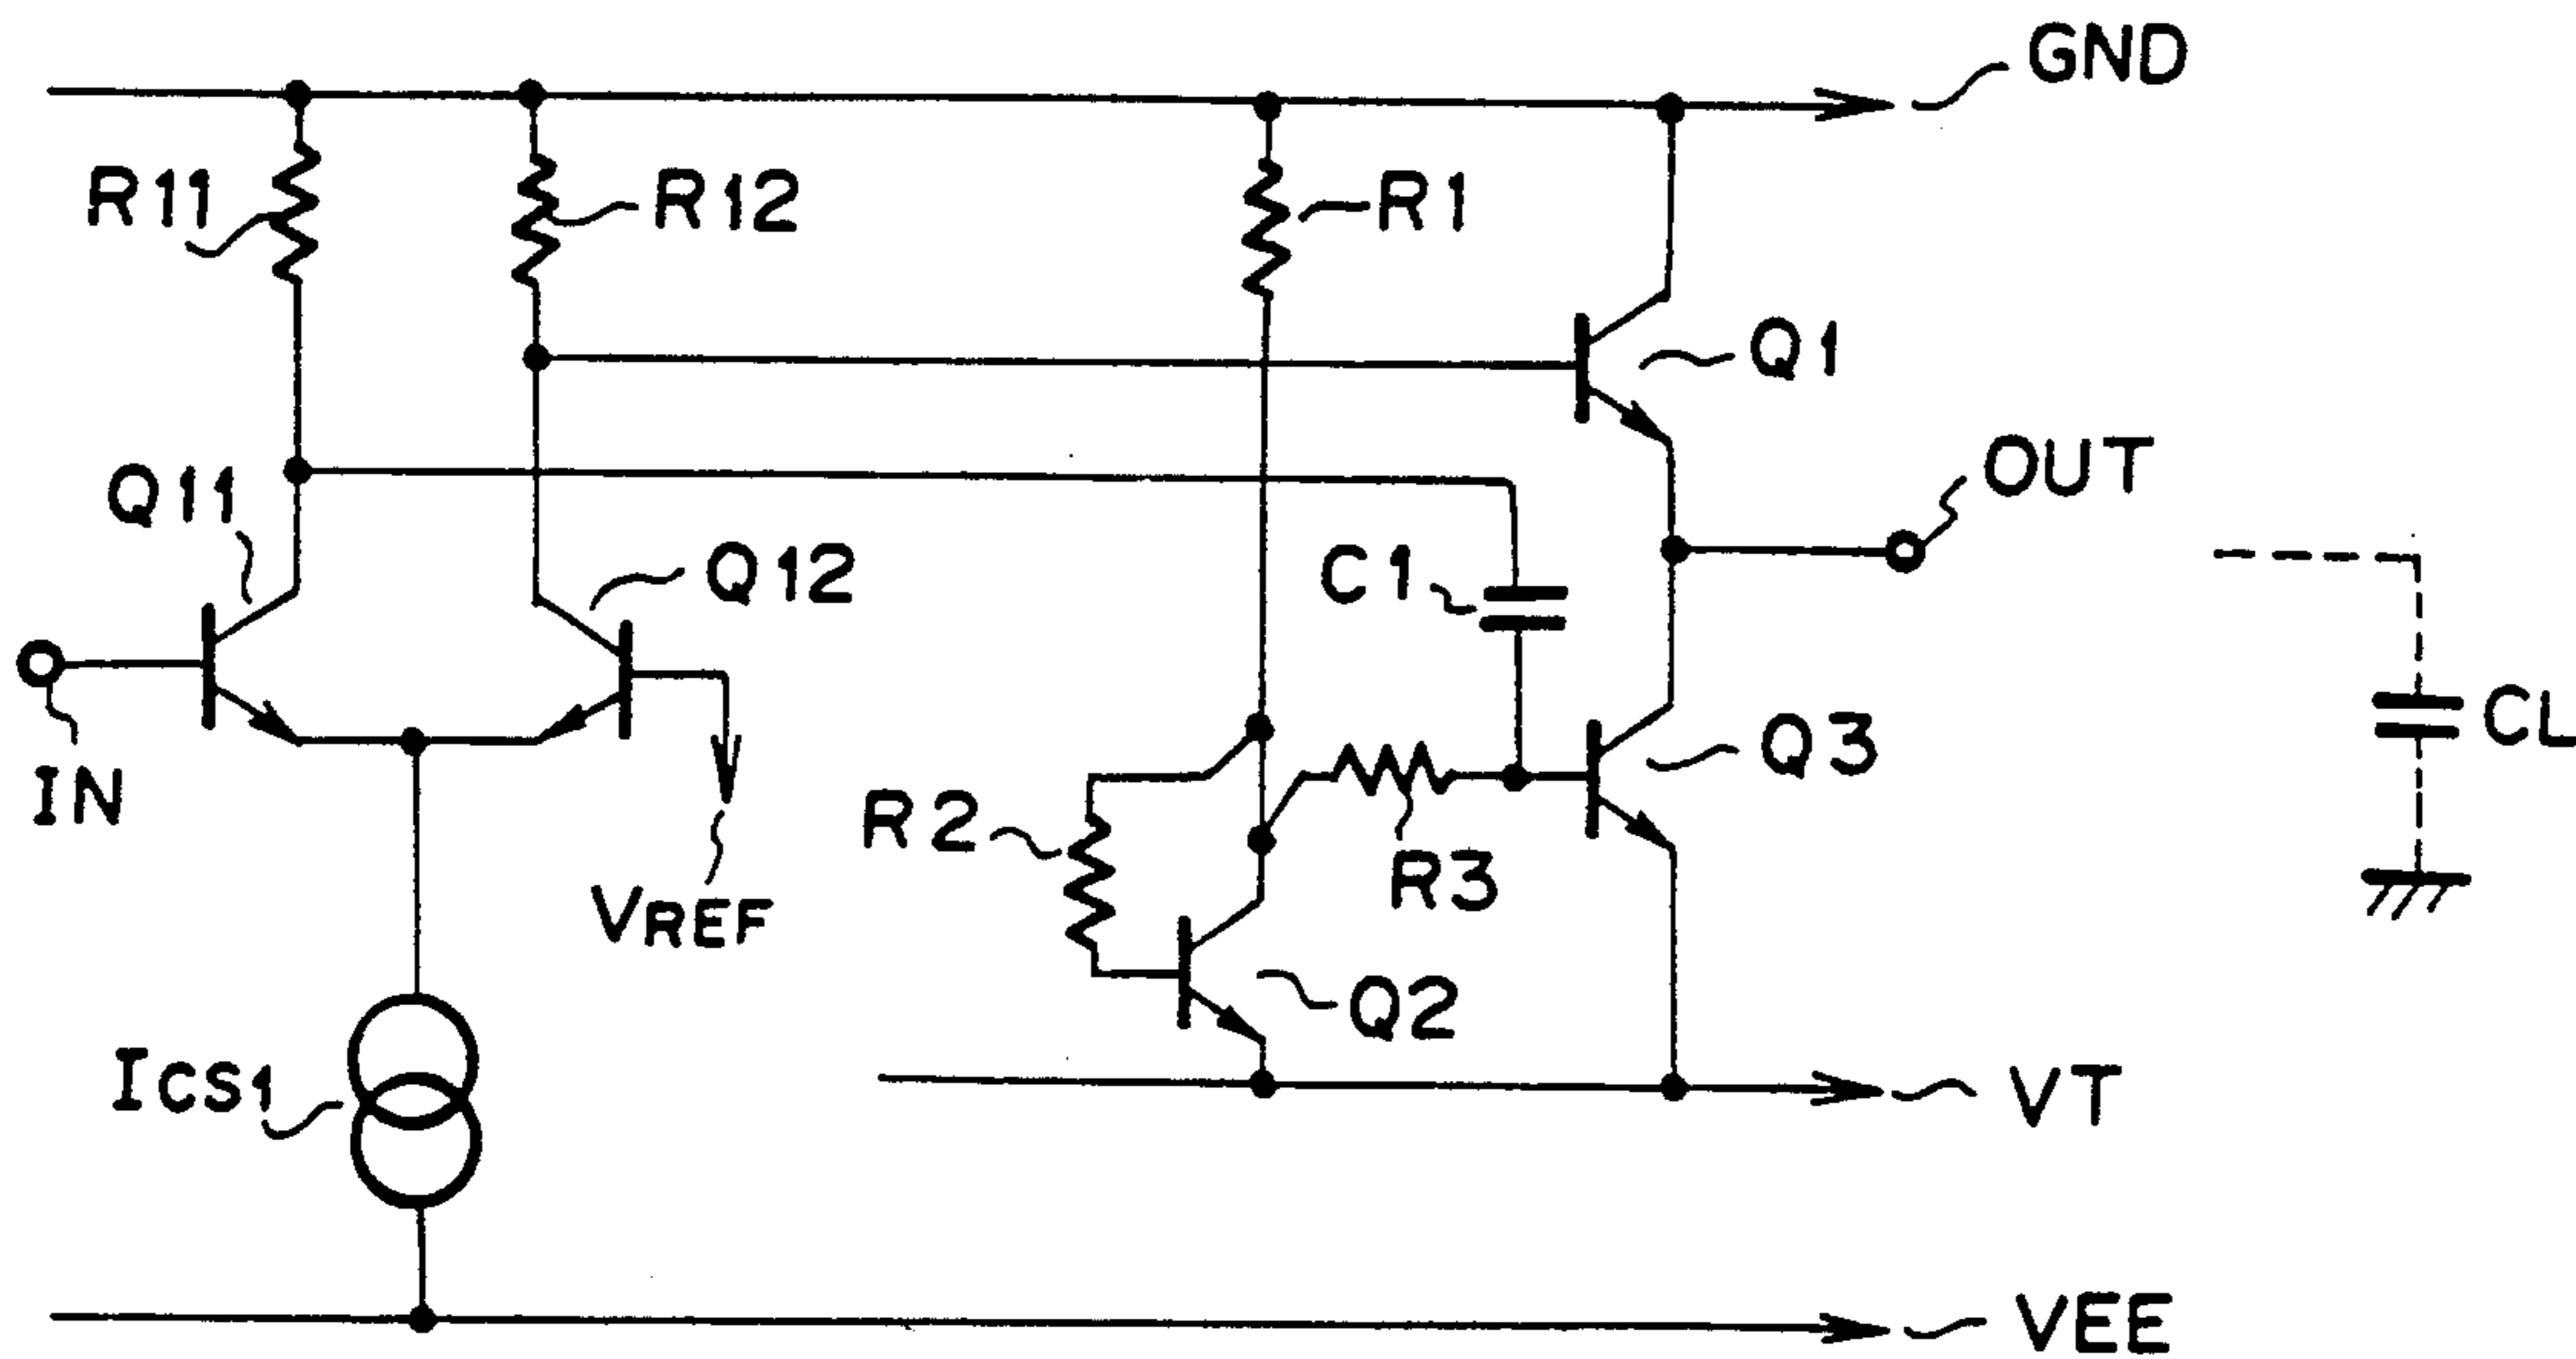 GND
R11
R12
R1
Q1
OUT
Q11
Q12
C1
Q3
CL
IN
R2
R3
VREF
Q2
ICS1
VT
VEE